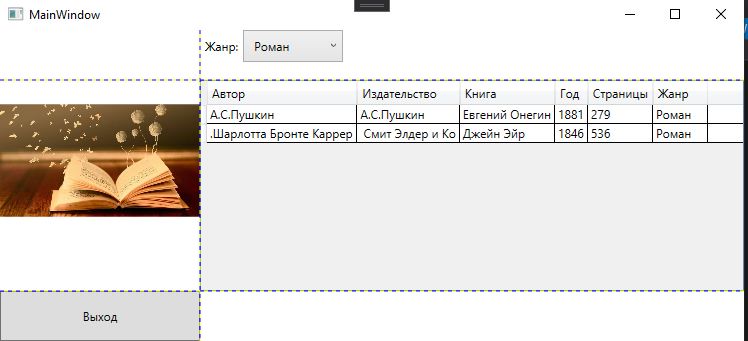 MainWindow
Жанр: Роман
Автор Издательство Книга Год Страницы Жанр
А.С.Пушкин А.С.Пушкин Евгений Онегин 1881 279 Роман
.Шарлотта Бронте Каррер Смит Элдер и Ко Джейн Эйр 1846 536 Роман
Выход